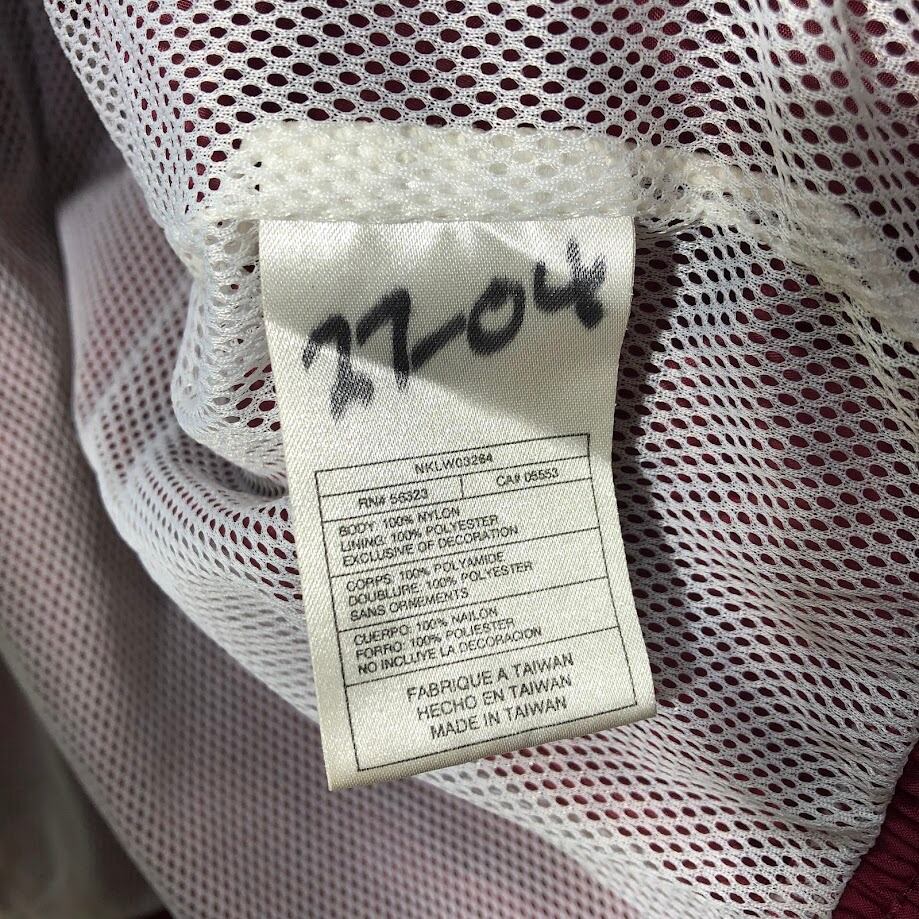 27-04
NKLW03264
RN# 56323 CA# 05553
BODY: 100% NYLON
LINING: 100% POLYESTER
EXCLUSIVE OF DECORATION
CORPS: 100% POLYAMIDE
DOUBLURE: 100% POLYESTER
SANS ORNEMENTS
CUERPO: 100% NAILON
FORRO: 100% POLIESTER
NO INCLUYE LA DECORACION
FABRIQUE A TAIWAN
HECHO EN TAIWAN
MADE IN TAIWAN